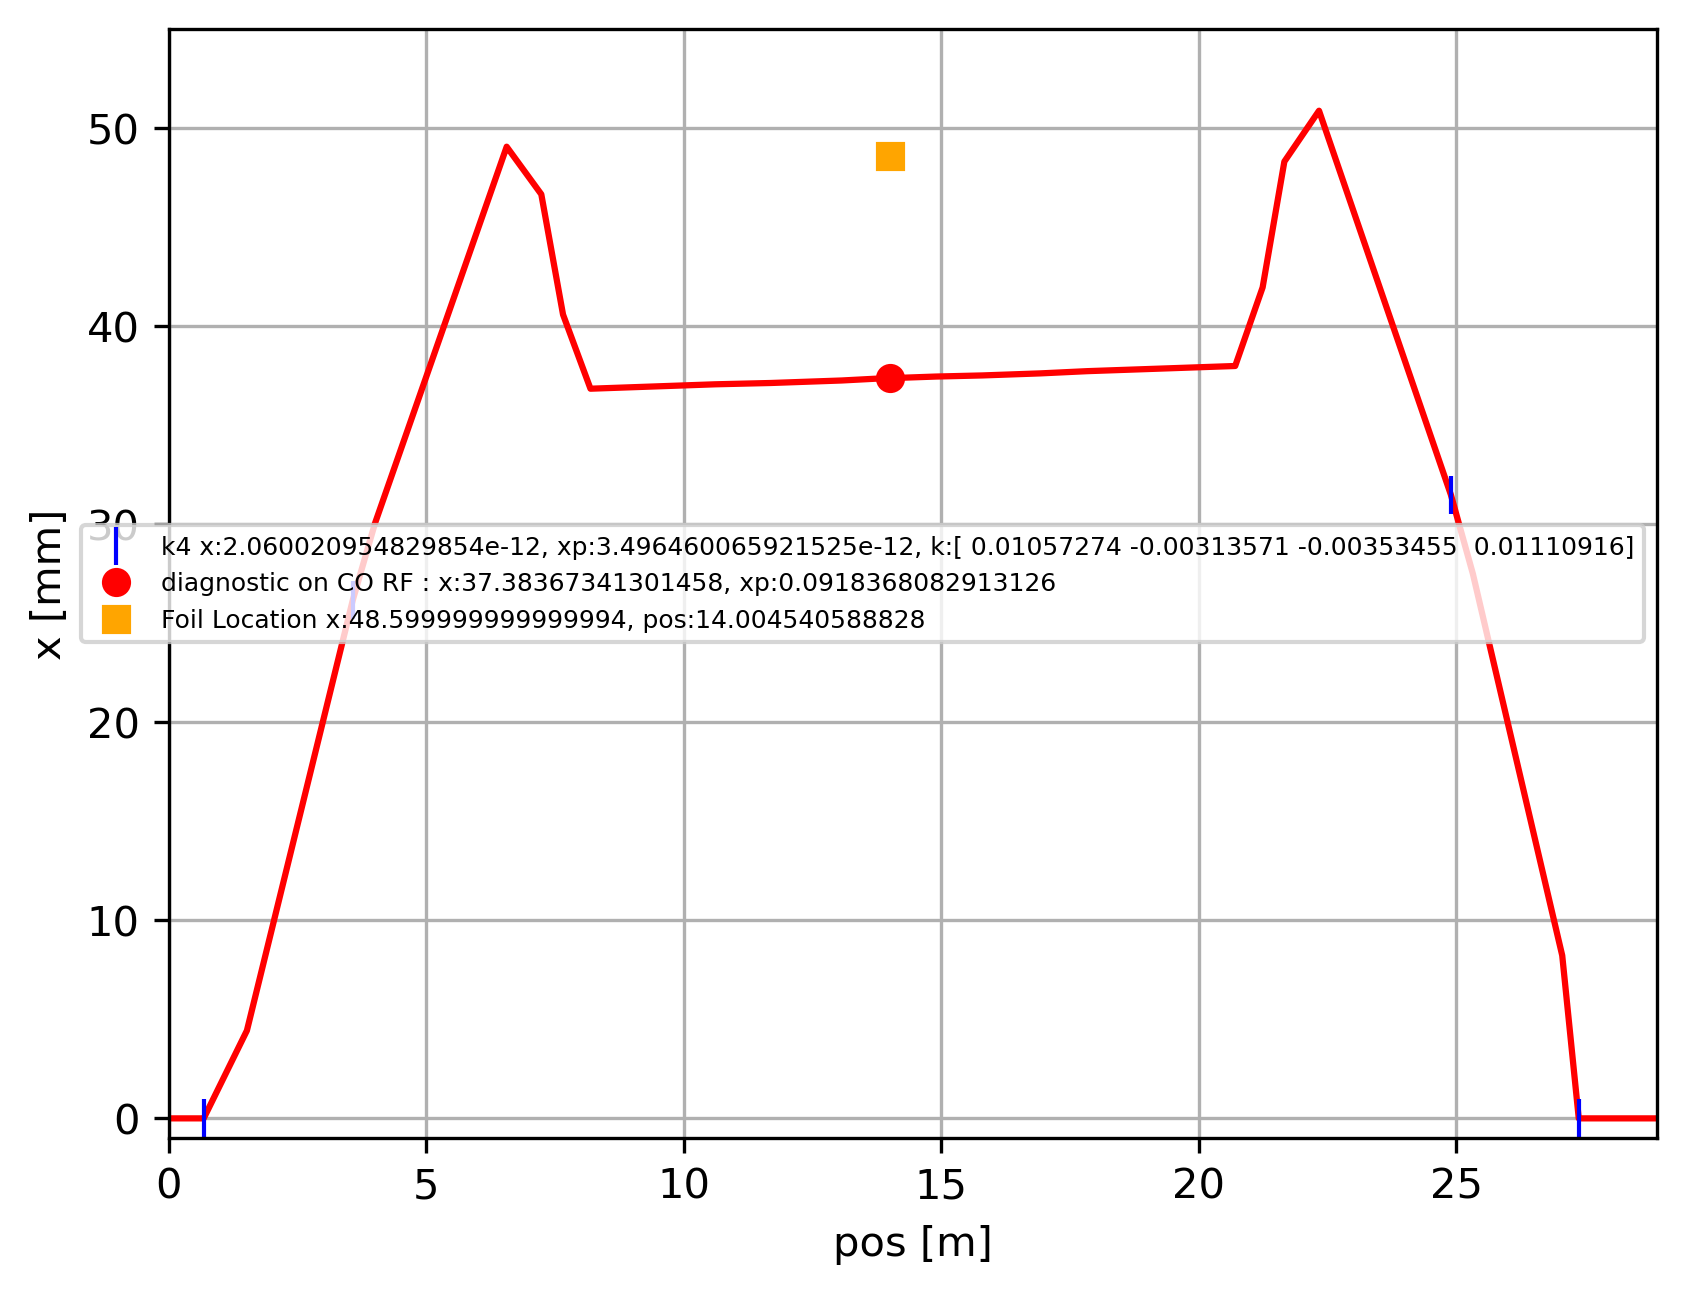 50
40
30
20
10
0
x [mm]
k4 x:2.060020954829854e-12, xp:3.496460065921525e-12, k:[ 0.01057274 -0.00313571 -0.00353455  0.01110916]
diagnostic on CO RF : x:37.38367341301458, xp:0.0918368082913126
Foil Location x:48.599999999999994, pos:14.004540588828
0 5 10 15 20 25
pos [m]